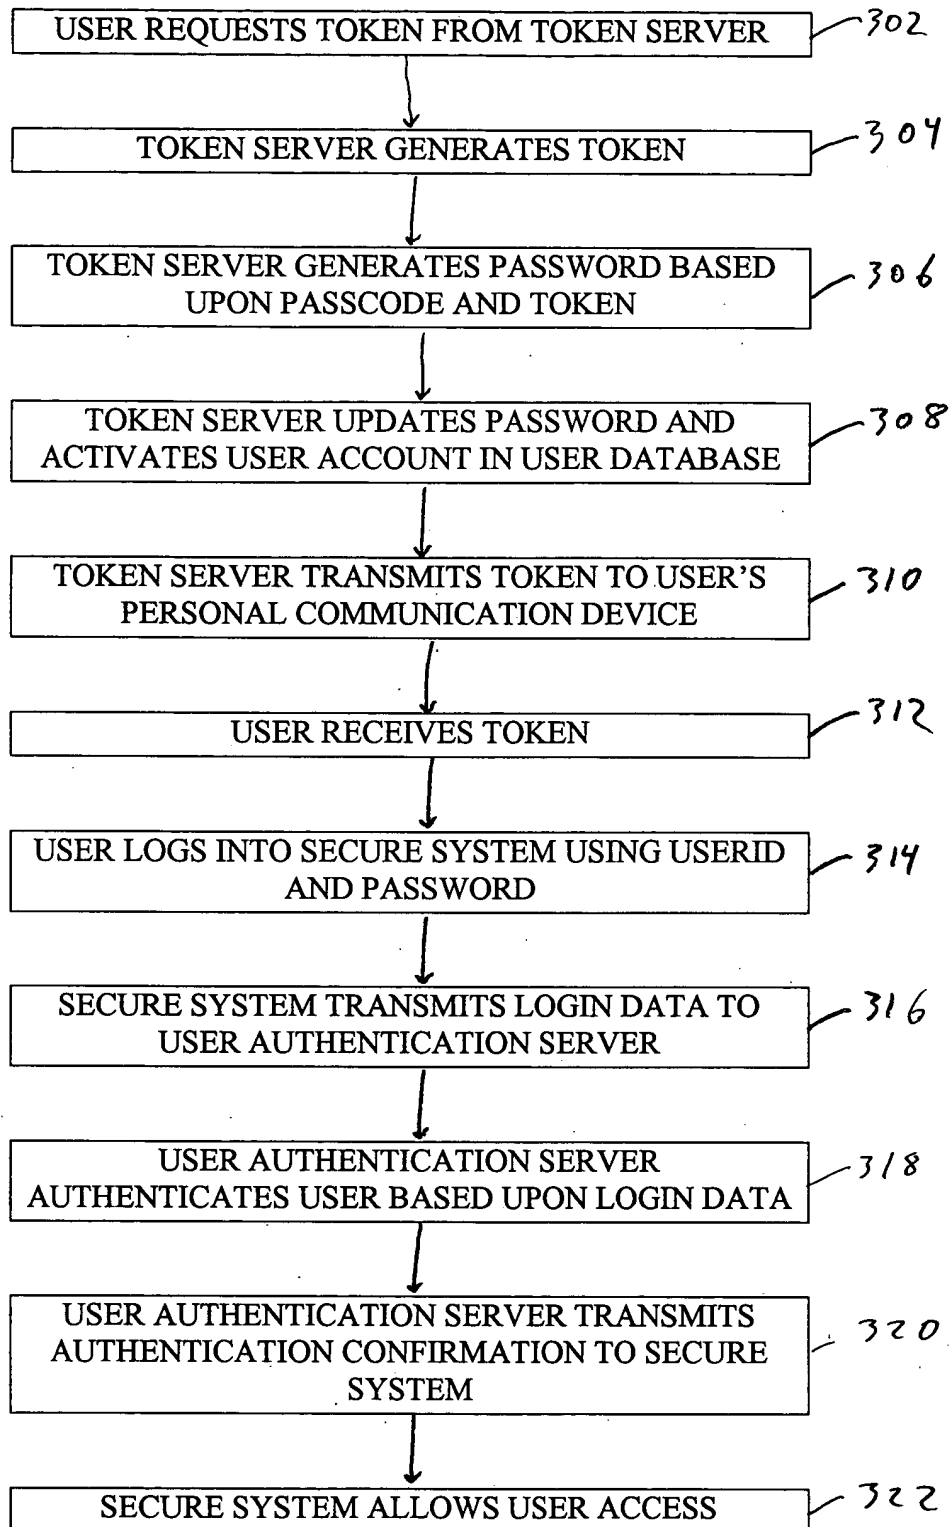 USER REQUESTS TOKEN FROM TOKEN SERVER 302
TOKEN SERVER GENERATES TOKEN 304
TOKEN SERVER GENERATES PASSWORD BASED
UPON PASSCODE AND TOKEN 306
TOKEN SERVER UPDATES PASSWORD AND
ACTIVATES USER ACCOUNT IN USER DATABASE 308
TOKEN SERVER TRANSMITS TOKEN TO USER'S
PERSONAL COMMUNICATION DEVICE 310
USER RECEIVES TOKEN 312
USER LOGS INTO SECURE SYSTEM USING USERID
AND PASSWORD 314
SECURE SYSTEM TRANSMITS LOGIN DATA TO
USER AUTHENTICATION SERVER 316
USER AUTHENTICATION SERVER
AUTHENTICATES USER BASED UPON LOGIN DATA 318
USER AUTHENTICATION SERVER TRANSMITS
AUTHENTICATION CONFIRMATION TO SECURE
SYSTEM 320
SECURE SYSTEM ALLOWS USER ACCESS 322